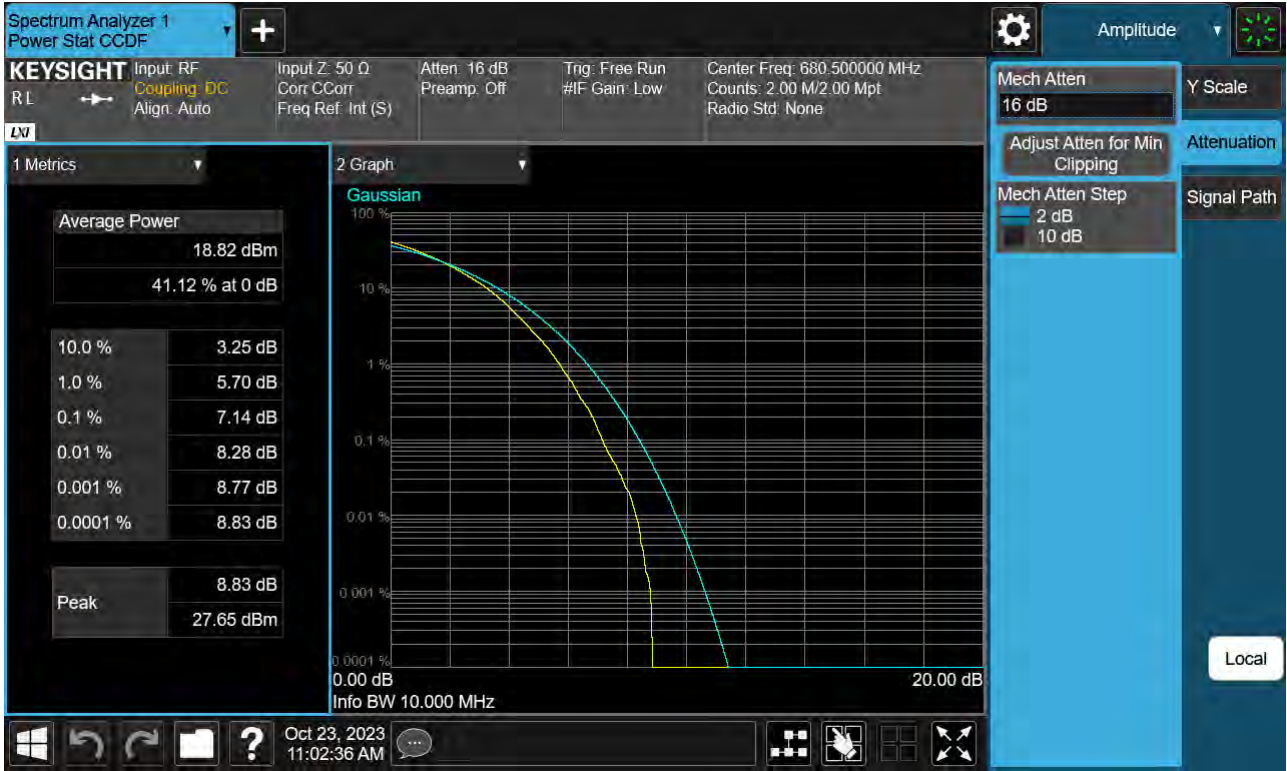 Spectrum Analyzer 1
Power Stat CCDF
+
Amplitude
KEYSIGHT
RL
LXI
Input: RF
Coupling: DC
Align: Auto
Input Z: 50 Ω
Corr CCorr
Freq Ref: Int (S)
Atten: 16 dB
Preamp: Off
Trig: Free Run
#IF Gain: Low
Center Freq: 680.500000 MHz
Counts: 2.00 M/2.00 Mpt
Radio Std: None
1 Metrics
Average Power
18.82 dBm
41.12 % at 0 dB
10.0 % 3.25 dB
1.0 % 5.70 dB
0.1 % 7.14 dB
0.01 % 8.28 dB
0.001 % 8.77 dB
0.0001 % 8.83 dB
Peak
8.83 dB
27.65 dBm
2 Graph
Gaussian
100 %
10 %
1 %
0.1 %
0.01 %
0.001 %
0.0001 %
0.00 dB 20.00 dB
Info BW 10.000 MHz
Mech Atten
16 dB
Adjust Atten for Min
Clipping
Mech Atten Step
2 dB
10 dB
Y Scale
Attenuation
Signal Path
Local
?
Oct 23, 2023
11:02:36 AM